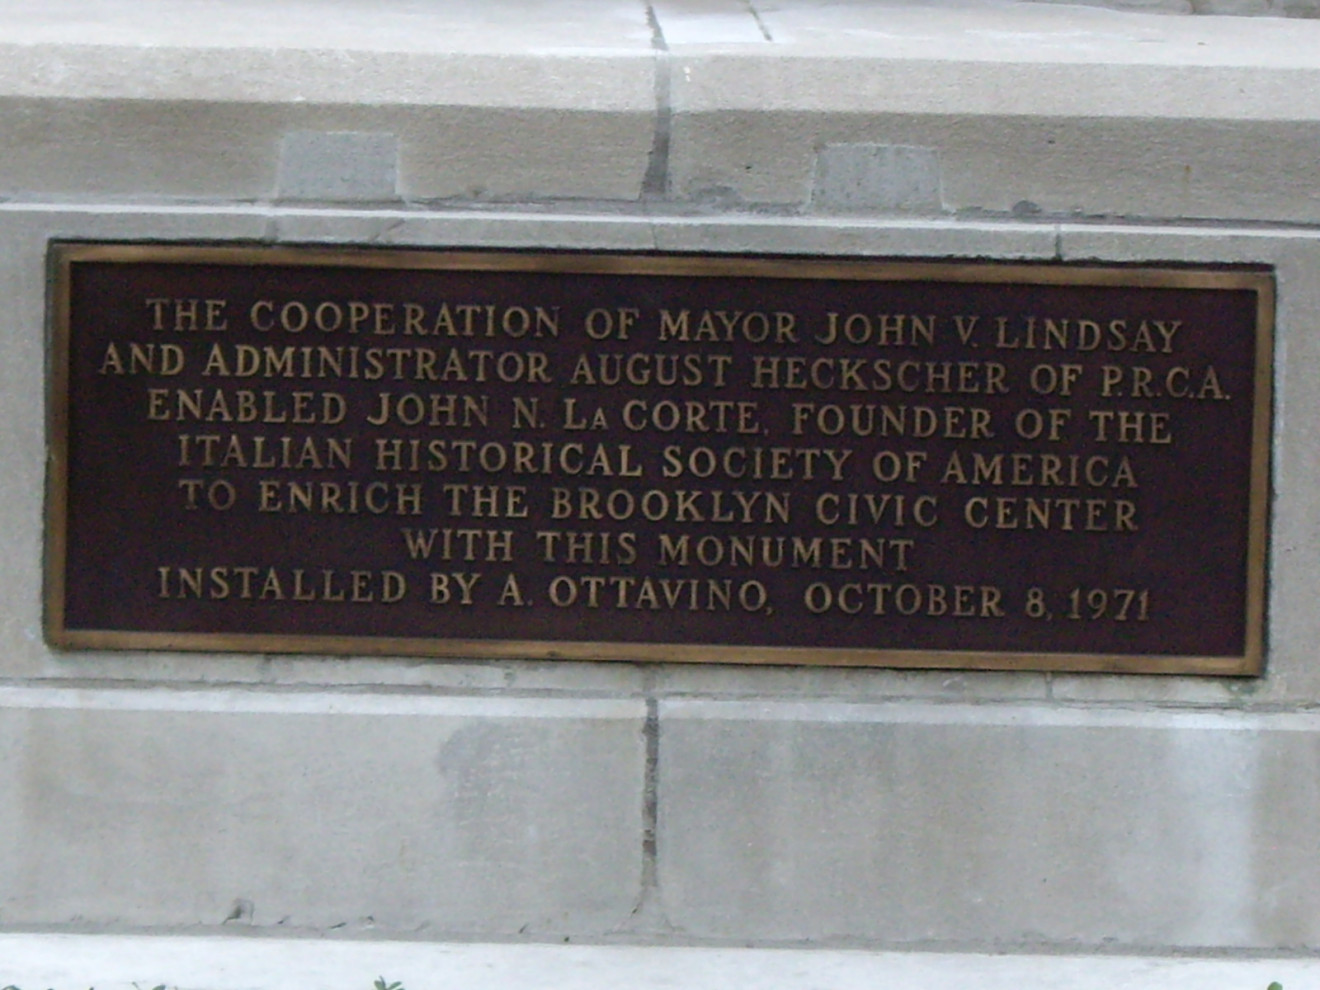 THE COOPERATION OF MAYOR JOHN V. LINDSAY
AND ADMINISTRATOR AUGUST HECKSCHER OF P.R.C.A.
ENABLED JOHN N. LA CORTE, FOUNDER OF THE
ITALIAN HISTORICAL SOCIETY OF AMERICA
TO ENRICH THE BROOKLYN CIVIC CENTER
WITH THIS MONUMENT
INSTALLED BY A. OTTAVINO, OCTOBER 8, 1971